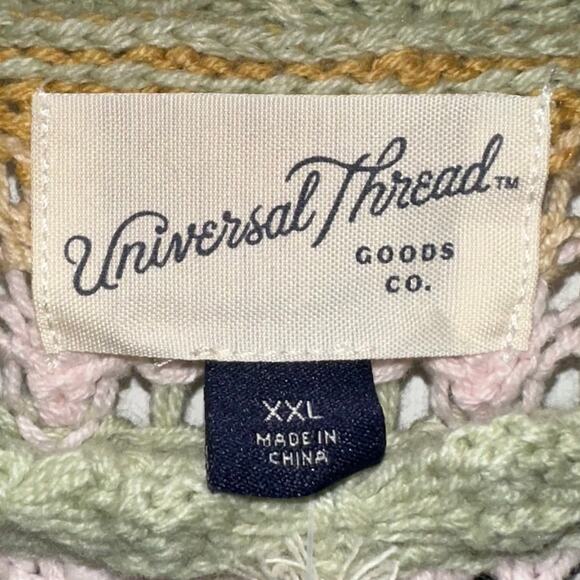 Universal Thread™
GOODS
CO.
XXL
MADE IN
CHINA